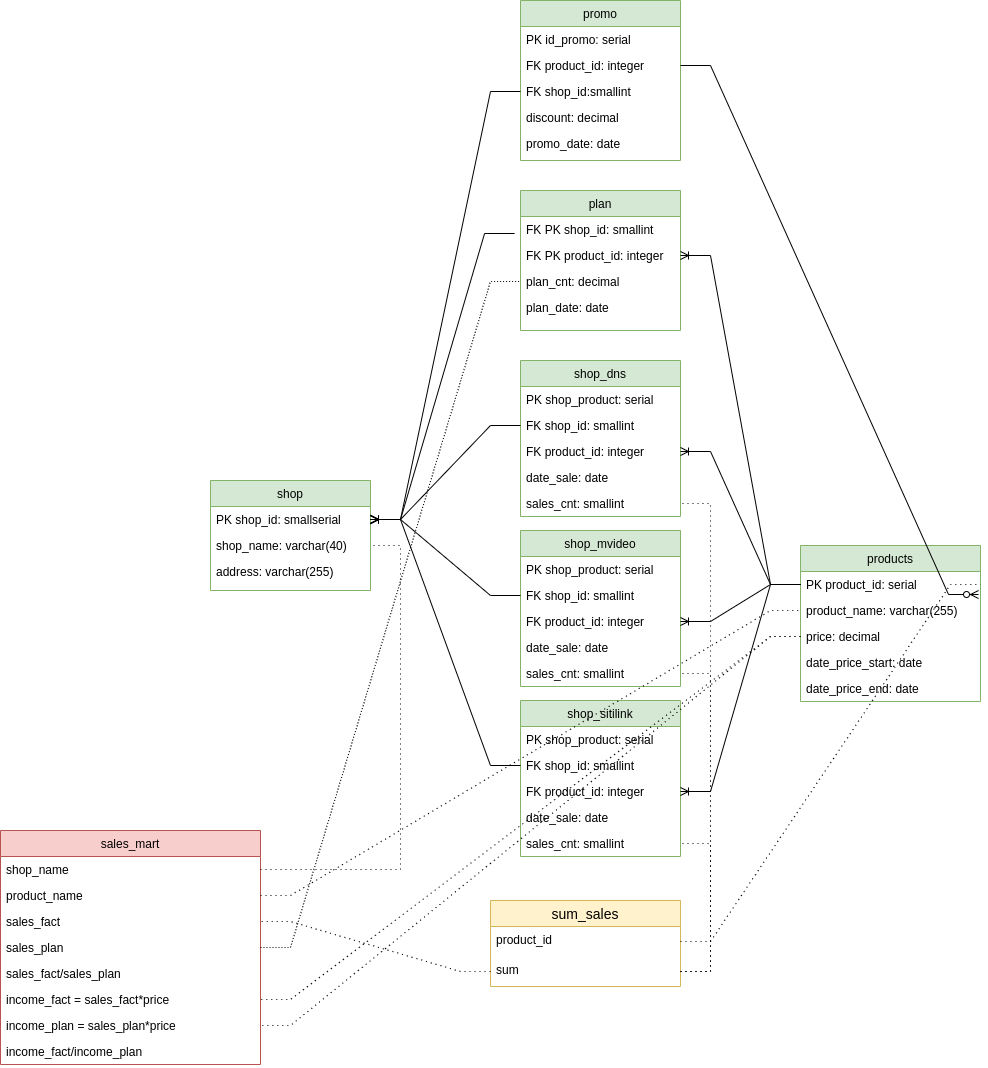 promo
PK id_promo: serial
FK product_id: integer
FK shop_id:smallint
discount: decimal
promo_date: date
plan
FK PK shop_id: smallint
FK PK product_id: integer
plan_cnt: decimal
plan_date: date
shop_dns
PK shop_product: serial
FK shop_id: smallint
FK product_id: integer
date_sale: date
sales_cnt: smallint
shop
PK shop_id: smallserial
shop_name: varchar(40)
address: varchar(255)
shop_mvideo
PK shop_product: serial
FK shop_id: smallint
FK product_id: integer
date_sale: date
sales_cnt: smallint
products
PK product_id: serial
product_name: varchar(255)
price: decimal
date_price_start: date
date_price_end: date
shop_sitilink
PK shop_product: serial
FK shop_id: smallint
FK product_id: integer
date_sale: date
sales_cnt: smallint
sales_mart
shop_name
product_name
sales_fact
sales_plan
sales_fact/sales_plan
income_fact = sales_fact*price
income_plan = sales_plan*price
income_fact/income_plan
sum_sales
product_id
sum